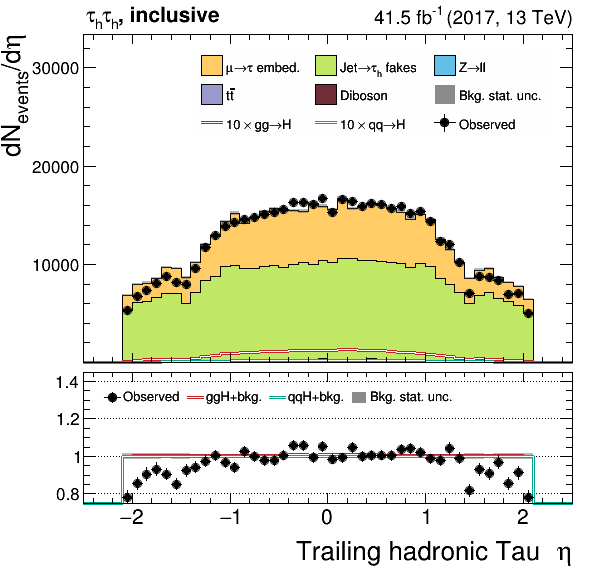 τhτh, inclusive 41.5 fb-1 (2017, 13 TeV)
dNevents/dη
30000
20000
10000
μ→τ embed. Jet→τh fakes Z→ll
tt̄ Diboson Bkg. stat. unc.
10 × gg→H 10 × qq→H Observed
1.4
1.2
1
0.8
Observed ggH+bkg. qqH+bkg. Bkg. stat. unc.
−2 −1 0 1 2
Trailing hadronic Tau η